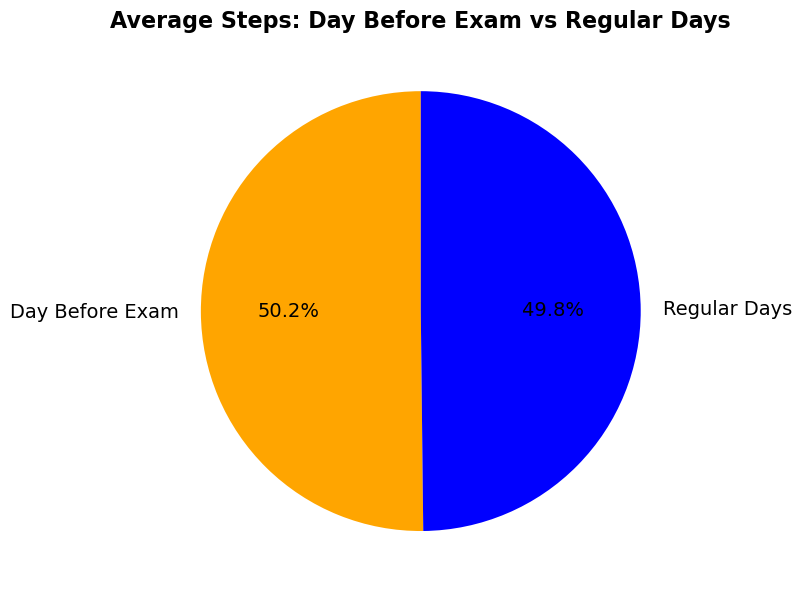 Average Steps: Day Before Exam vs Regular Days
Day Before Exam
50.2%
49.8%
Regular Days